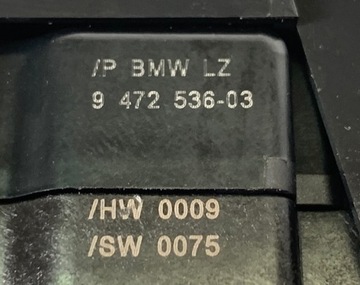 /P BMW LZ
9 472 536-03
/HW 0009
/SW 0075